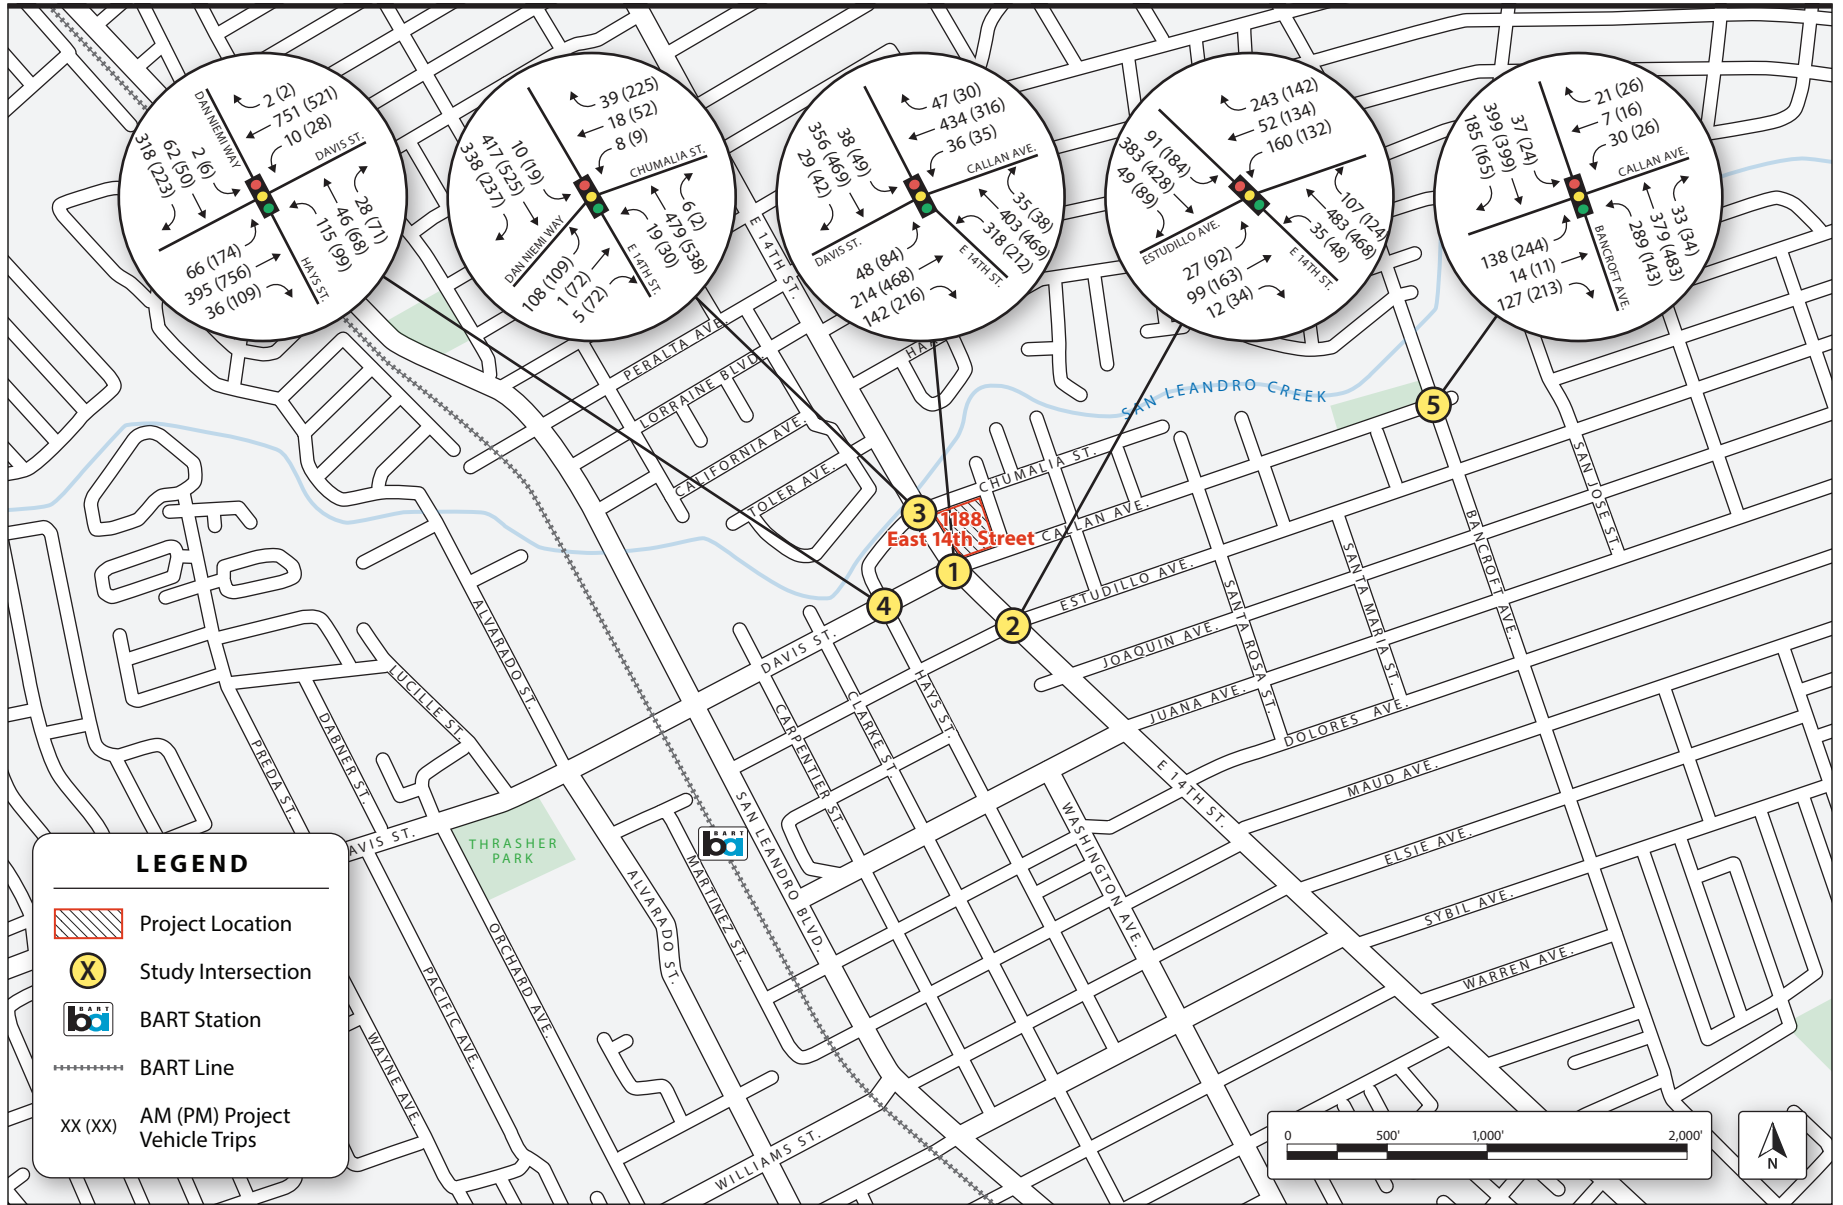 DAN NIEMI WAY
2 (2)
751 (521)
10 (28)
DAVIS ST.
318 (223)
62 (50)
2 (6)
28 (71)
46 (68)
115 (99)
HAYS ST.
66 (174)
395 (756)
36 (109)
39 (225)
18 (52)
8 (9)
CHUMALIA ST.
338 (237)
417 (525)
10 (19)
6 (2)
479 (538)
19 (30)
E 14TH ST.
DAN NIEMI WAY
108 (109)
1 (72)
5 (72)
47 (30)
434 (316)
36 (35)
CALLAN AVE.
29 (42)
356 (469)
38 (49)
35 (38)
403 (469)
318 (212)
E 14TH ST.
DAVIS ST.
48 (84)
214 (468)
142 (216)
243 (142)
52 (134)
160 (132)
91 (184)
383 (428)
49 (89)
107 (124)
483 (468)
35 (48)
E 14TH ST.
ESTUDILLO AVE.
27 (92)
99 (163)
12 (34)
21 (26)
7 (16)
30 (26)
CALLAN AVE.
185 (165)
399 (399)
37 (24)
33 (34)
379 (483)
289 (143)
BANCROFT AVE.
138 (244)
14 (11)
127 (213)
E 14TH ST.
PERALTA AVE.
LORRAINE BLVD.
CALIFORNIA AVE.
TOLER AVE.
SAN LEANDRO CREEK
CHUMALIA ST.
CALLAN AVE.
ESTUDILLO AVE.
JOAQUIN AVE.
JUANA AVE.
DOLORES AVE.
MAUD AVE.
ELSIE AVE.
SYBIL AVE.
WARREN AVE.
SAN JOSE ST.
BANCROFT AVE.
SANTA MARIA ST.
SANTA ROSA ST.
E 14TH ST.
WASHINGTON AVE.
HAYS ST.
CLARKE ST.
CARPENTIER ST.
DAVIS ST.
SAN LEANDRO BLVD.
MARTINEZ ST.
ALVARADO ST.
ALVARADO ST.
LUCILLE ST.
DABNER ST.
PREDA ST.
AVIS ST.
ORCHARD AVE.
PACIFIC AVE.
WAYNE AVE.
WILLIAMS ST.
THRASHER
PARK
BART
ba
1188
East 14th Street
1
2
3
4
5
LEGEND
Project Location
X
Study Intersection
BART
ba
BART Station
BART Line
XX (XX)
AM (PM) Project
Vehicle Trips
0
500'
1,000'
2,000'
N